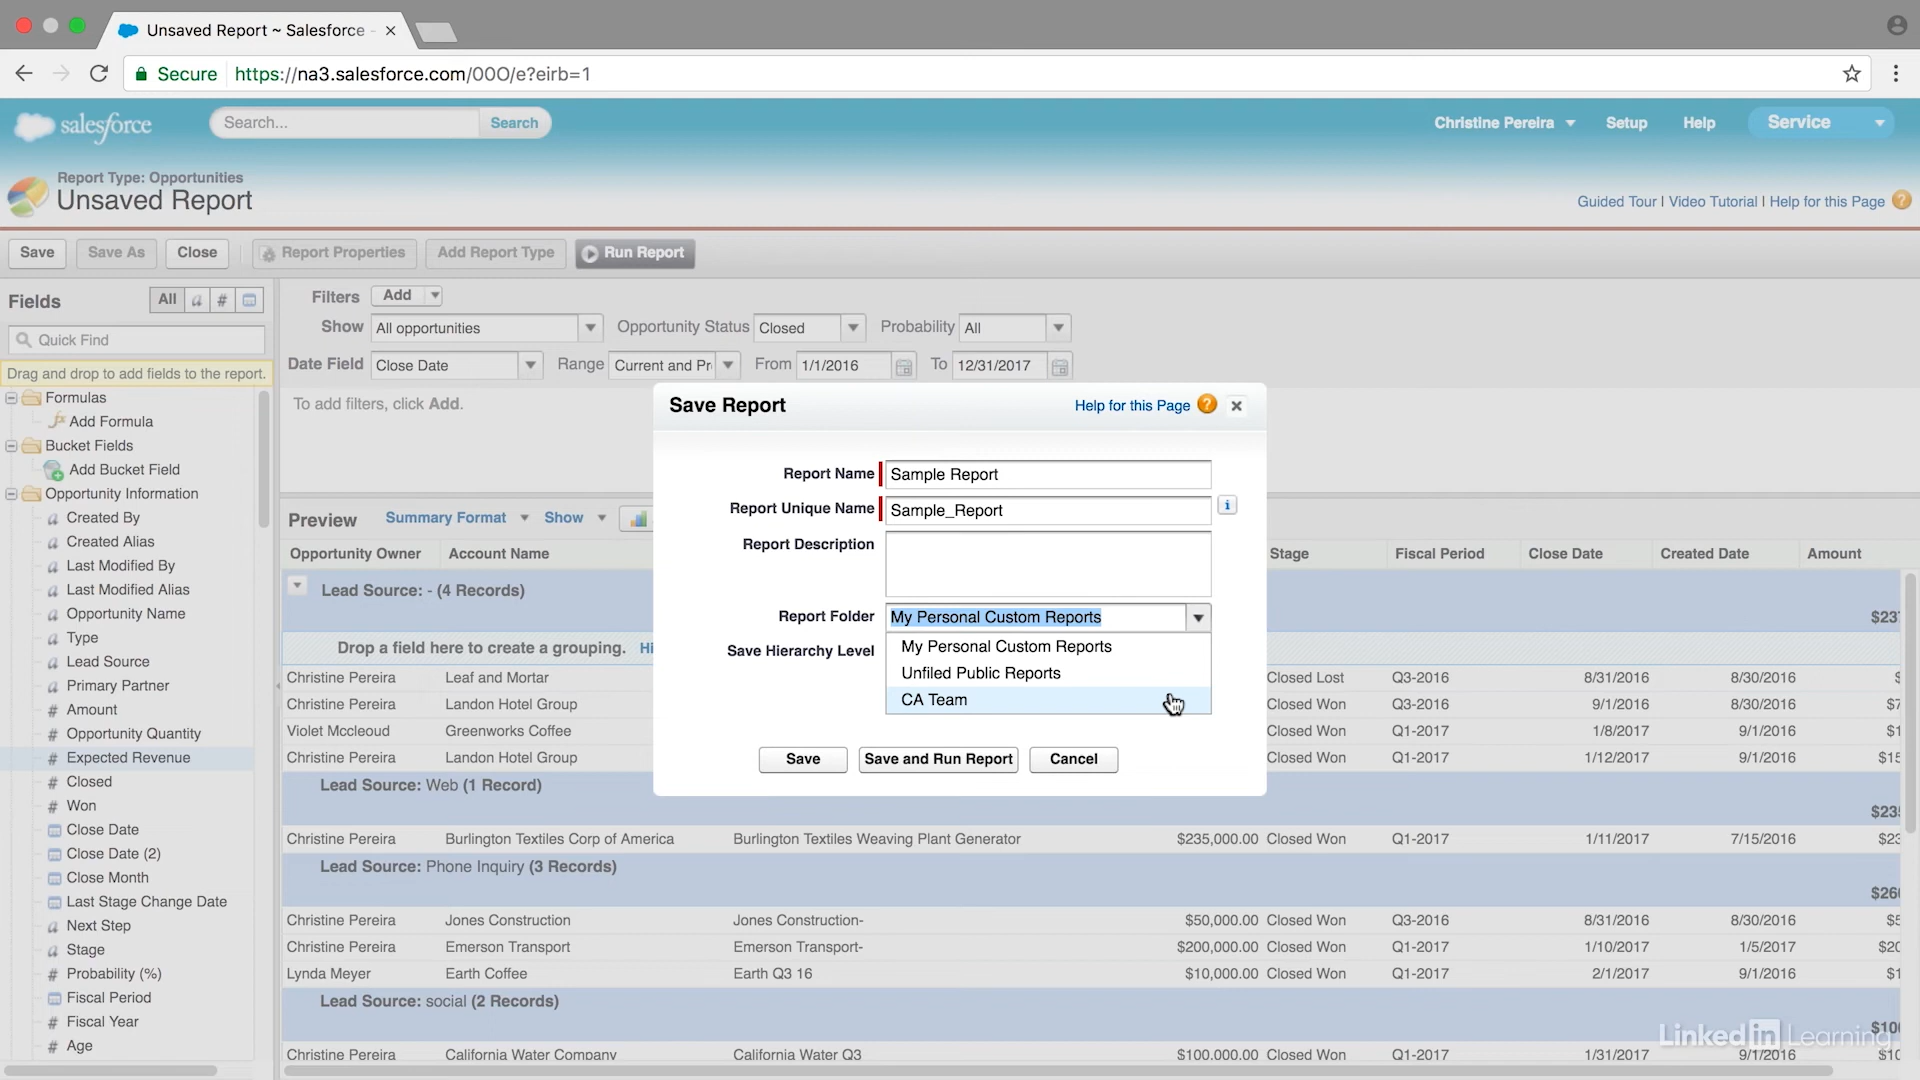 Unsaved Report ~ Salesforce -
Secure https://na3.salesforce.com/00O/e?eirb=1
salesforce Search... Search Christine Pereira Setup Help Service
Report Type: Opportunities
Unsaved Report
Guided Tour | Video Tutorial | Help for this Page ?
Save Save As Close Report Properties Add Report Type Run Report
Fields All a #
Quick Find
Drag and drop to add fields to the report.
Formulas
Add Formula
Bucket Fields
Add Bucket Field
Opportunity Information
a Created By
a Created Alias
a Last Modified By
a Last Modified Alias
a Opportunity Name
a Type
a Lead Source
a Primary Partner
# Amount
# Opportunity Quantity
# Expected Revenue
# Closed
# Won
Close Date
Close Date (2)
Close Month
Last Stage Change Date
a Next Step
a Stage
# Probability (%)
Fiscal Period
# Fiscal Year
# Age
Filters Add
Show All opportunities Opportunity Status Closed Probability All
Date Field Close Date Range Current and Pr From 1/1/2016 To 12/31/2017
To add filters, click Add.
Save Report Help for this Page ?
Report Name Sample Report
Report Unique Name Sample_Report i
Report Description
Report Folder My Personal Custom Reports
My Personal Custom Reports
Unfiled Public Reports
CA Team
Save Hierarchy Level
Save Save and Run Report Cancel
Preview Summary Format Show
Opportunity Owner Account Name Stage Fiscal Period Close Date Created Date Amount
Lead Source: - (4 Records)
$237
Drop a field here to create a grouping. Hi
Christine Pereira Leaf and Mortar Closed Lost Q3-2016 8/31/2016 8/30/2016 $
Christine Pereira Landon Hotel Group Closed Won Q3-2016 9/1/2016 8/30/2016 $7
Violet Mccleoud Greenworks Coffee Closed Won Q1-2017 1/8/2017 9/1/2016 $1
Christine Pereira Landon Hotel Group Closed Won Q1-2017 1/12/2017 9/1/2016 $15
Lead Source: Web (1 Record)
$235
Christine Pereira Burlington Textiles Corp of America Burlington Textiles Weaving Plant Generator $235,000.00 Closed Won Q1-2017 1/11/2017 7/15/2016 $23
Lead Source: Phone Inquiry (3 Records)
$260
Christine Pereira Jones Construction Jones Construction- $50,000.00 Closed Won Q3-2016 8/31/2016 8/30/2016 $5
Christine Pereira Emerson Transport Emerson Transport- $200,000.00 Closed Won Q1-2017 1/10/2017 1/5/2017 $20
Lynda Meyer Earth Coffee Earth Q3 16 $10,000.00 Closed Won Q1-2017 2/1/2017 9/1/2016 $1
Lead Source: social (2 Records)
$100
Christine Pereira California Water Company California Water Q3 $100,000.00 Closed Won Q1-2017 1/31/2017 9/1/2016 $10
LinkedIn Learning